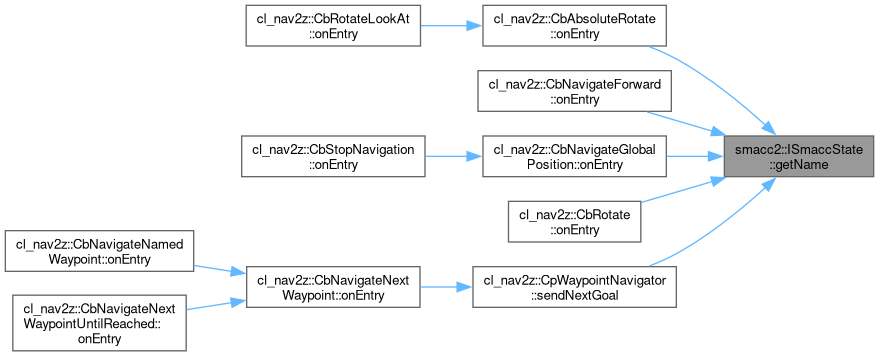 cl_nav2z::CbRotateLookAt
::onEntry
cl_nav2z::CbAbsoluteRotate
::onEntry
cl_nav2z::CbNavigateForward
::onEntry
cl_nav2z::CbStopNavigation
::onEntry
cl_nav2z::CbNavigateGlobal
Position::onEntry
smacc2::ISmaccState
::getName
cl_nav2z::CbRotate
::onEntry
cl_nav2z::CbNavigateNamed
Waypoint::onEntry
cl_nav2z::CbNavigateNext
WaypointUntilReached::
onEntry
cl_nav2z::CbNavigateNext
Waypoint::onEntry
cl_nav2z::CpWaypointNavigator
::sendNextGoal